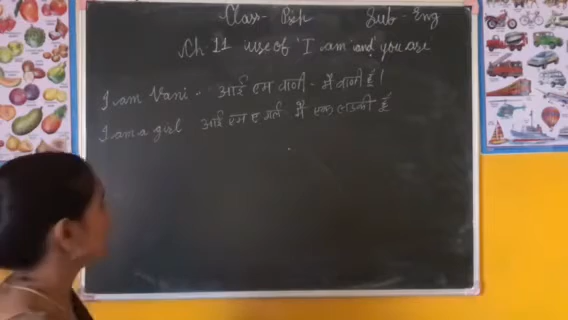 Class- Prep Sub - Eng
Ch-11 use of 'I am' and' you are
I am Vani - आई एम वाणी - मैं वाणी हूँ।
I am a girl आई एम ए गर्ल मैं एक लड़की हूँ